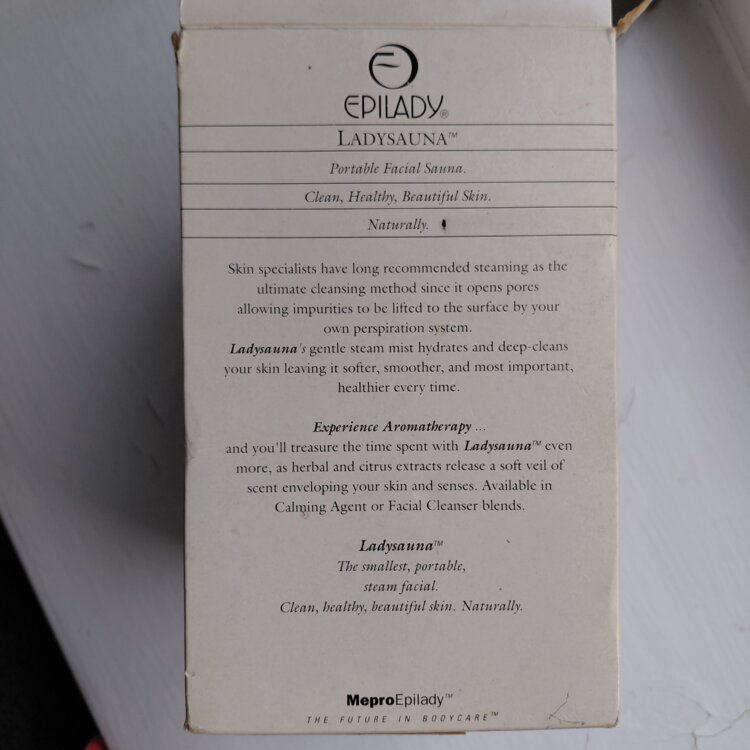 EPILADY®
LADYSAUNA™
Portable Facial Sauna.
Clean, Healthy, Beautiful Skin.
Naturally.
Skin specialists have long recommended steaming as the
ultimate cleansing method since it opens pores
allowing impurities to be lifted to the surface by your
own perspiration system.
Ladysauna's gentle steam mist hydrates and deep-cleans
your skin leaving it softer, smoother, and most important,
healthier every time.
Experience Aromatherapy ...
and you'll treasure the time spent with Ladysauna™ even
more, as herbal and citrus extracts release a soft veil of
scent enveloping your skin and senses. Available in
Calming Agent or Facial Cleanser blends.
Ladysauna™
The smallest, portable,
steam facial.
Clean, healthy, beautiful skin. Naturally.
MeproEpilady™
THE FUTURE IN BODYCARE™